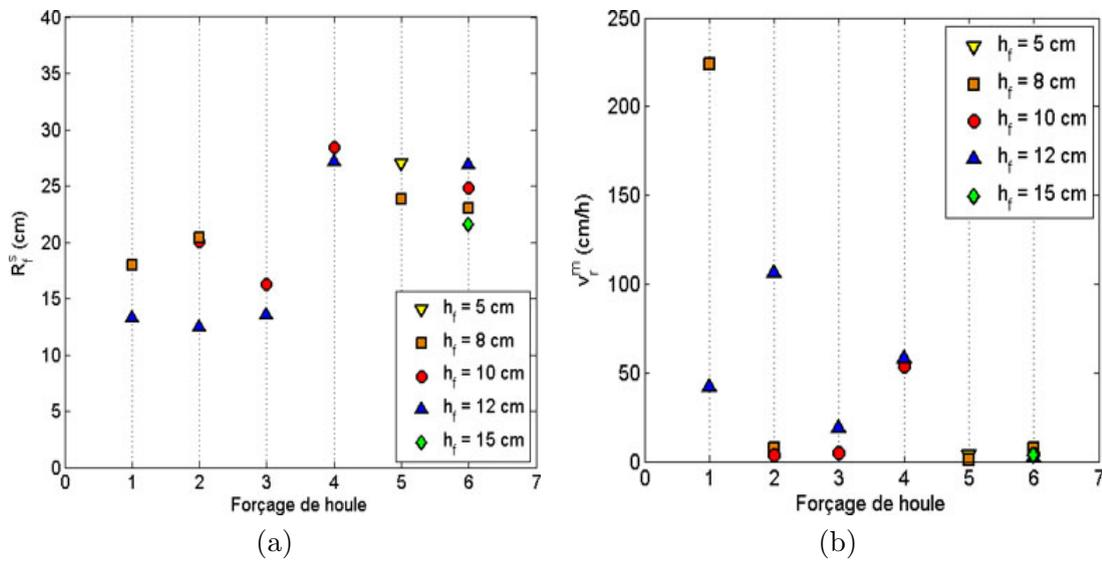 40
35
30
25
20
15
10
5
0
R_f^s (cm)
0 1 2 3 4 5 6 7
Forçage de houle
h_f = 5 cm
h_f = 8 cm
h_f = 10 cm
h_f = 12 cm
h_f = 15 cm
(a)
250
200
150
100
50
0
v_r^m (cm/h)
0 1 2 3 4 5 6 7
Forçage de houle
h_f = 5 cm
h_f = 8 cm
h_f = 10 cm
h_f = 12 cm
h_f = 15 cm
(b)